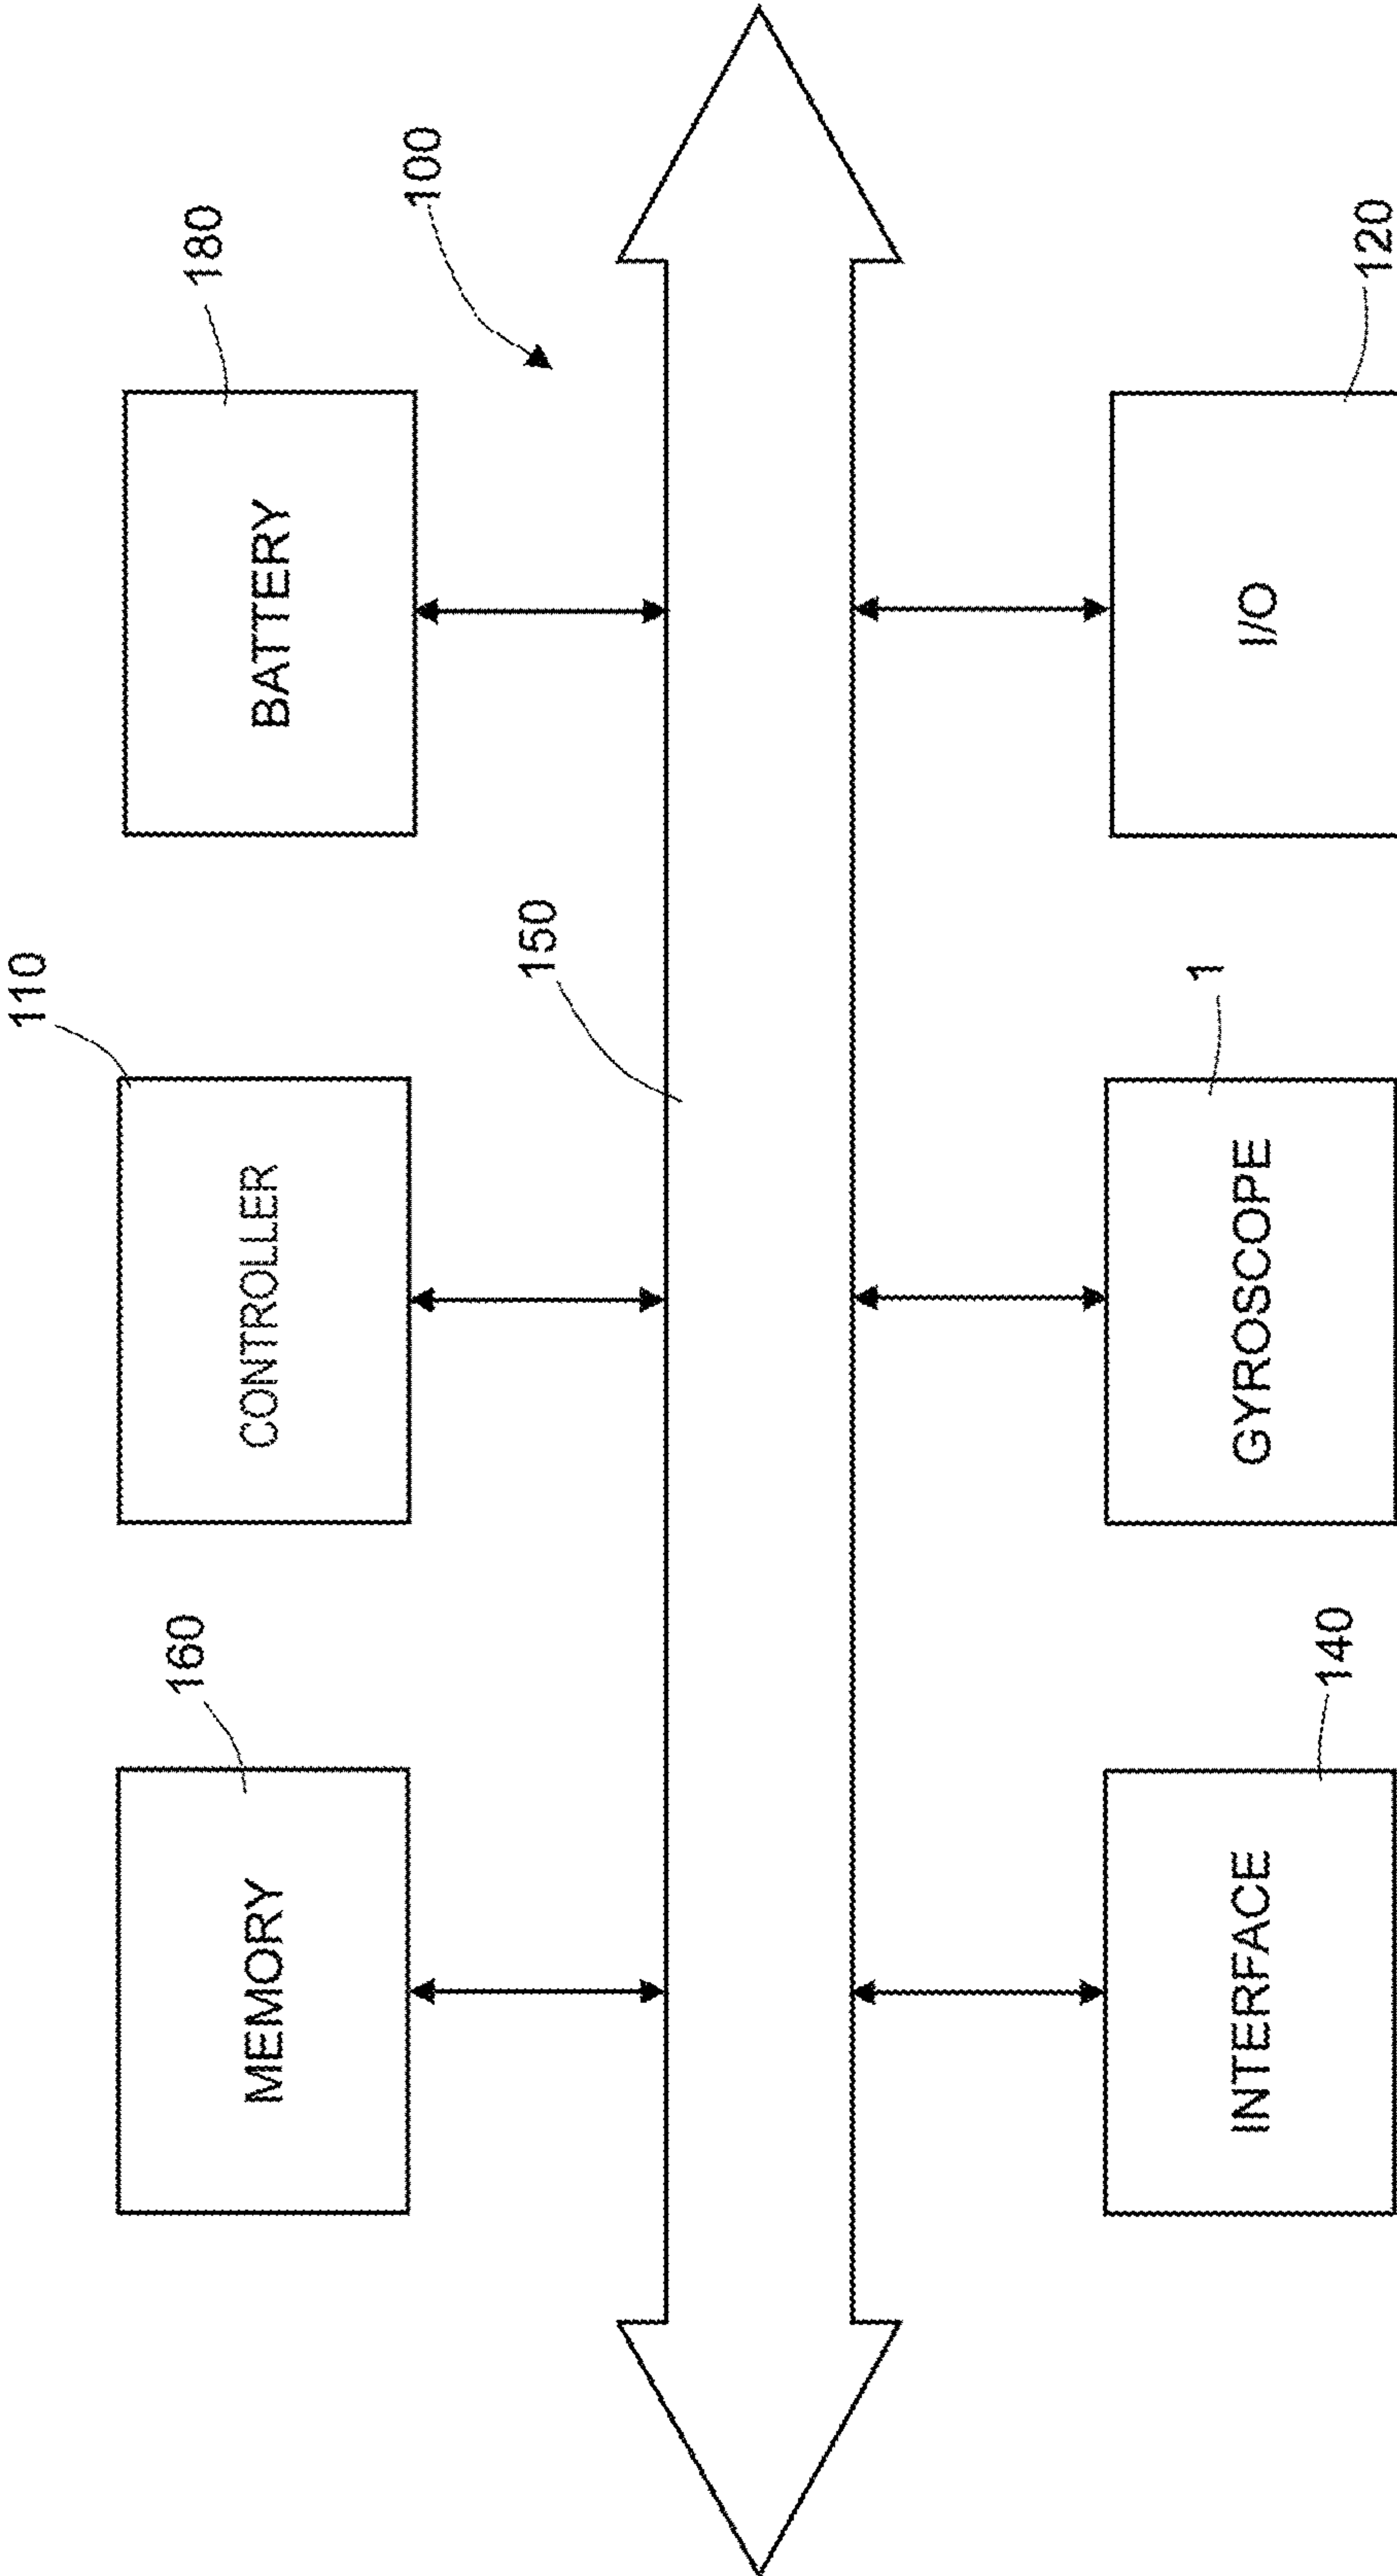 160
110
180
MEMORY
CONTROLLER
BATTERY
100
150
140
1
120
INTERFACE
GYROSCOPE
I/O